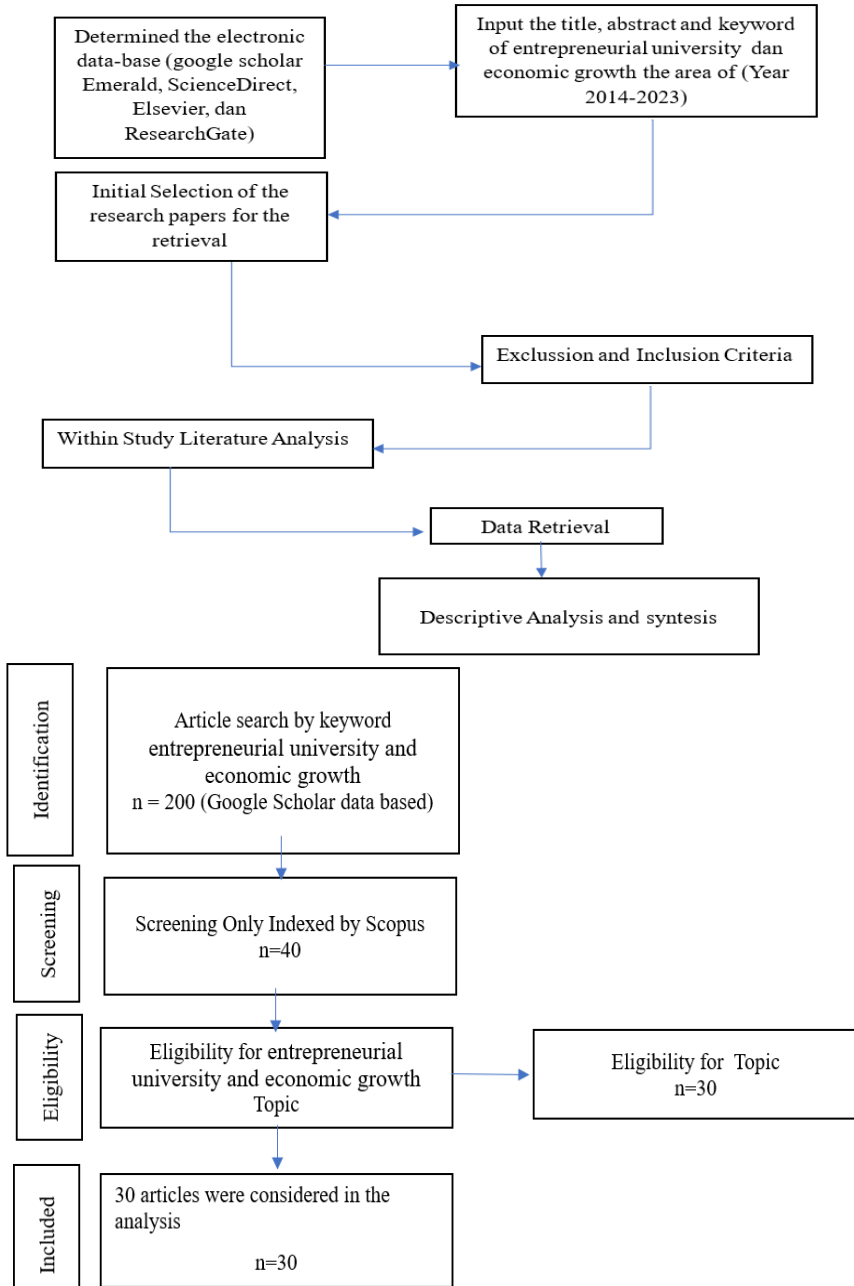 Determined the electronic
data-base (google scholar
Emerald, ScienceDirect,
Elsevier, dan
ResearchGate)
Input the title, abstract and keyword
of entrepreneurial university dan
economic growth the area of (Year
2014-2023)
Initial Selection of the
research papers for the
retrieval
Exclussion and Inclusion Criteria
Within Study Literature Analysis
Data Retrieval
Descriptive Analysis and syntesis
Identification
Article search by keyword
entrepreneurial university and
economic growth
n = 200 (Google Scholar data based)
Screening
Screening Only Indexed by Scopus
n=40
Eligibility
Eligibility for entrepreneurial
university and economic growth
Topic
Eligibility for Topic
n=30
Included
30 articles were considered in the
analysis
n=30